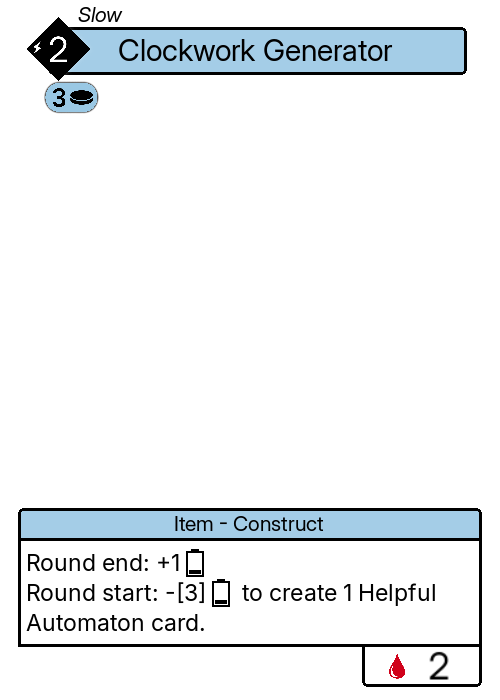 Slow
2
Clockwork Generator
3
Item - Construct
Round end: +1
Round start: -[3] to create 1 Helpful
Automaton card.
2